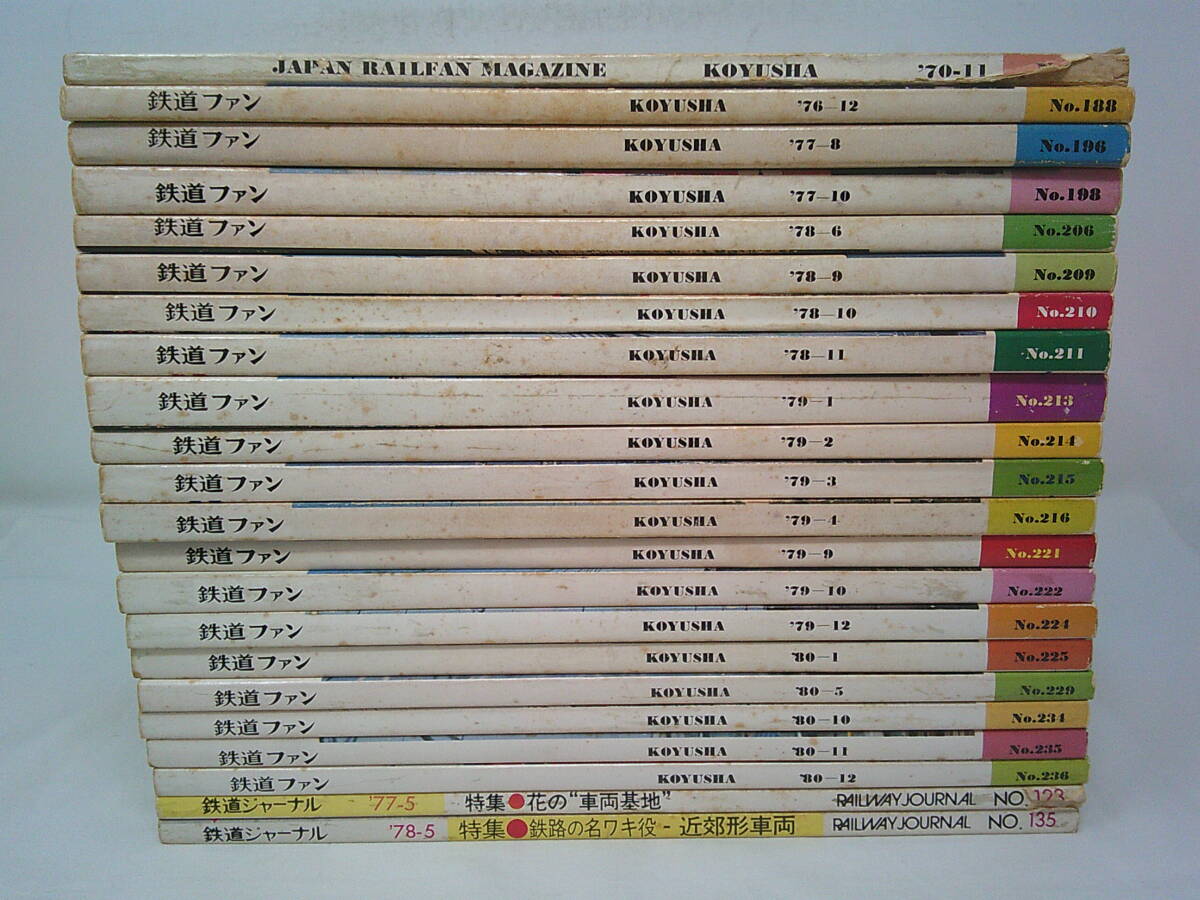 JAPAN RAILFAN MAGAZINE KOYUSHA '70-11
鉄道ファン KOYUSHA '76-12 No.188
鉄道ファン KOYUSHA '77-8 No.196
鉄道ファン KOYUSHA '77-10 No.198
鉄道ファン KOYUSHA '78-6 No.206
鉄道ファン KOYUSHA '78-9 No.209
鉄道ファン KOYUSHA '78-10 No.210
鉄道ファン KOYUSHA '78-11 No.211
鉄道ファン KOYUSHA '79-1 No.213
鉄道ファン KOYUSHA '79-2 No.214
鉄道ファン KOYUSHA '79-3 No.215
鉄道ファン KOYUSHA '79-4 No.216
鉄道ファン KOYUSHA '79-9 No.221
鉄道ファン KOYUSHA '79-10 No.222
鉄道ファン KOYUSHA '79-12 No.224
鉄道ファン KOYUSHA '80-1 No.225
鉄道ファン KOYUSHA '80-5 No.229
鉄道ファン KOYUSHA '80-10 No.234
鉄道ファン KOYUSHA '80-11 No.235
鉄道ファン KOYUSHA '80-12 No.236
鉄道ジャーナル '77-5 特集●花の"車両基地" RAILWAY JOURNAL NO.123
鉄道ジャーナル '78-5 特集●鉄路の名ワキ役-近郊形車両 RAILWAY JOURNAL NO.135